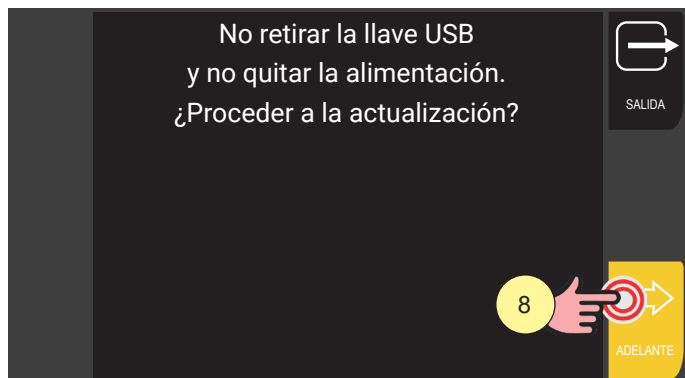 No retirar la llave USB
y no quitar la alimentación.
¿Proceder a la actualización?
SALIDA
8
ADELANTE